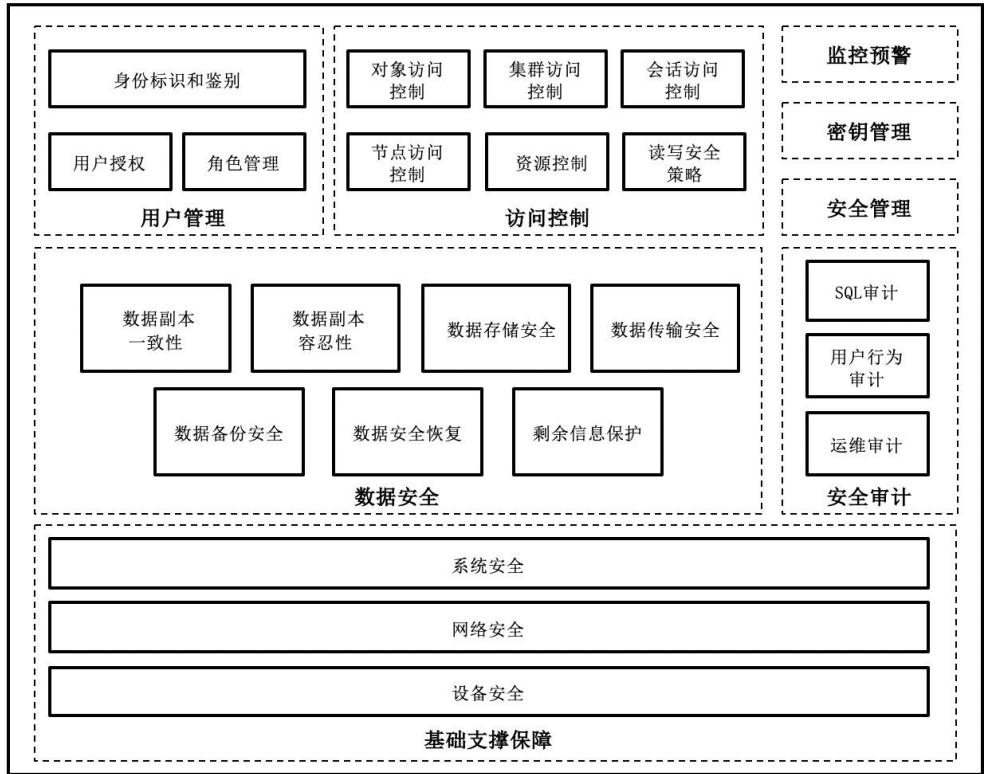 身份标识和鉴别
用户授权
角色管理
用户管理
对象访问
控制
集群访问
控制
会话访问
控制
节点访问
控制
资源控制
读写安全
策略
访问控制
监控预警
密钥管理
安全管理
数据副本
一致性
数据副本
容忍性
数据存储安全
数据传输安全
数据备份安全
数据安全恢复
剩余信息保护
数据安全
SQL审计
用户行为
审计
运维审计
安全审计
系统安全
网络安全
设备安全
基础支撑保障